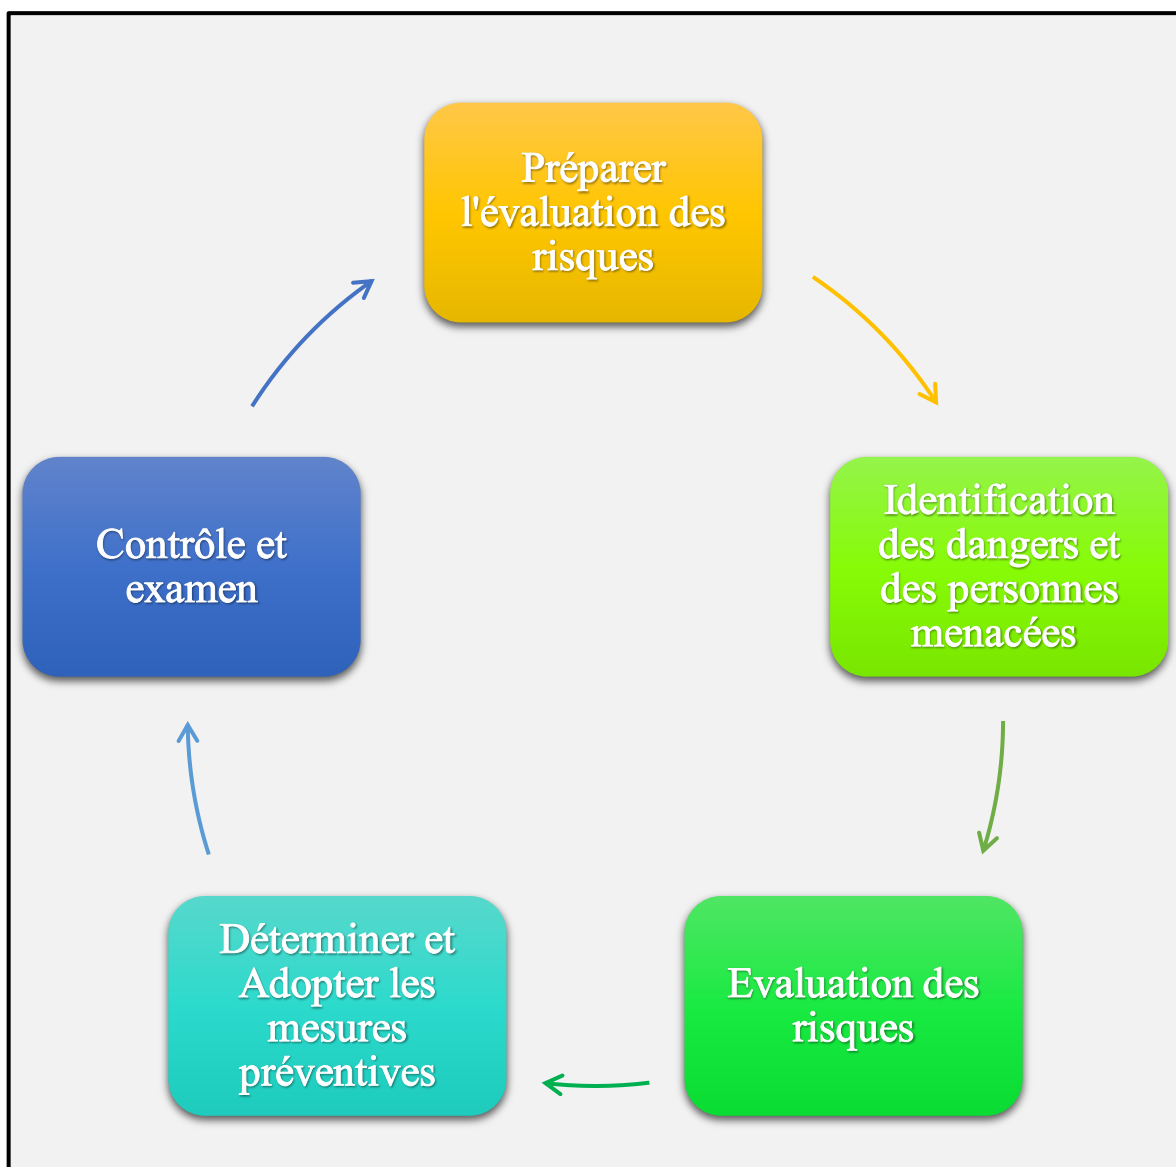 Préparer
l'évaluation des
risques
Identification
des dangers et
des personnes
menacées
Evaluation des
risques
Déterminer et
Adopter les
mesures
préventives
Contrôle et
examen